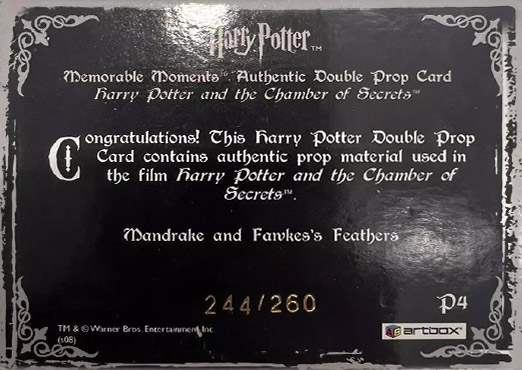 Harry Potter™
Memorable Moments™ Authentic Double Prop Card
Harry Potter and the Chamber of Secrets™
Congratulations! This Harry Potter Double Prop
Card contains authentic prop material used in
the film Harry Potter and the Chamber of
Secrets™.
Mandrake and Fawkes's Feathers
244/260
P4
TM & © Warner Bros. Entertainment Inc.
(s08)
artbox